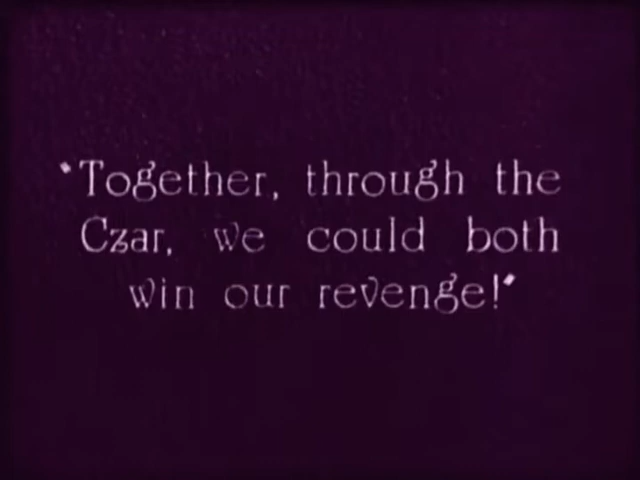 "Together, through the
Czar, we could both
win our revenge!"